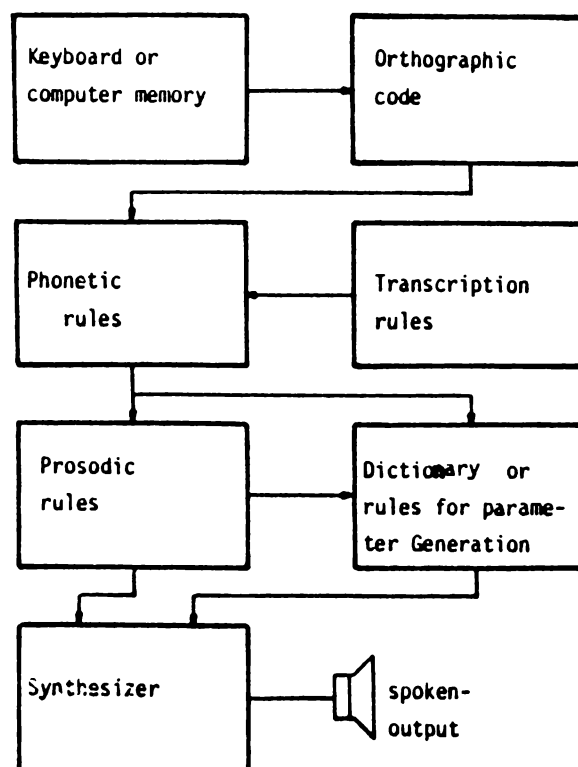 Keyboard or
computer memory
Orthographic
code
Phonetic
rules
Transcription
rules
Prosodic
rules
Dictionary or
rules for parame-
ter Generation
Synthesizer
spoken-
output